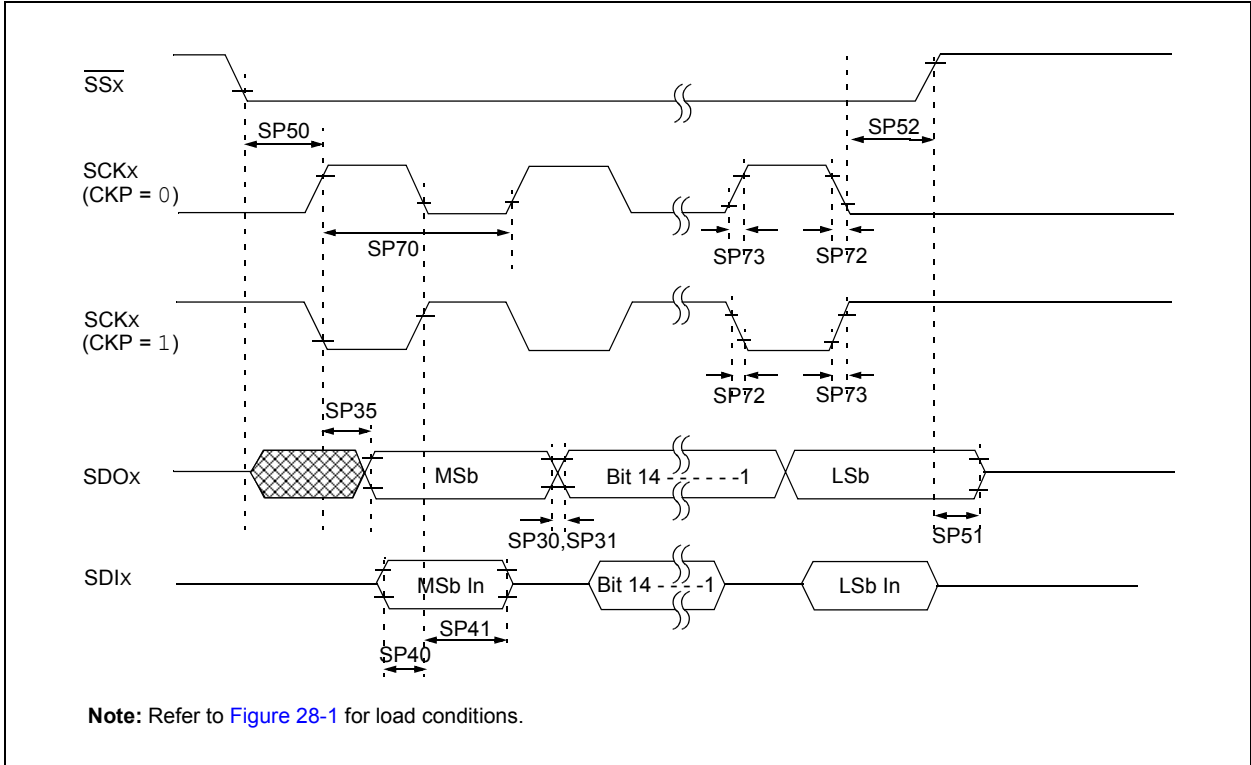 SSx
SP50
SP52
SCKx
(CKP = 0)
SP70
SP73
SP72
SCKx
(CKP = 1)
SP72
SP73
SP35
SDOx
MSb
Bit 14 - - - - - -1
LSb
SP30,SP31
SP51
SDIx
MSb In
Bit 14 - - - -1
LSb In
SP41
SP40
Note: Refer to Figure 28-1 for load conditions.